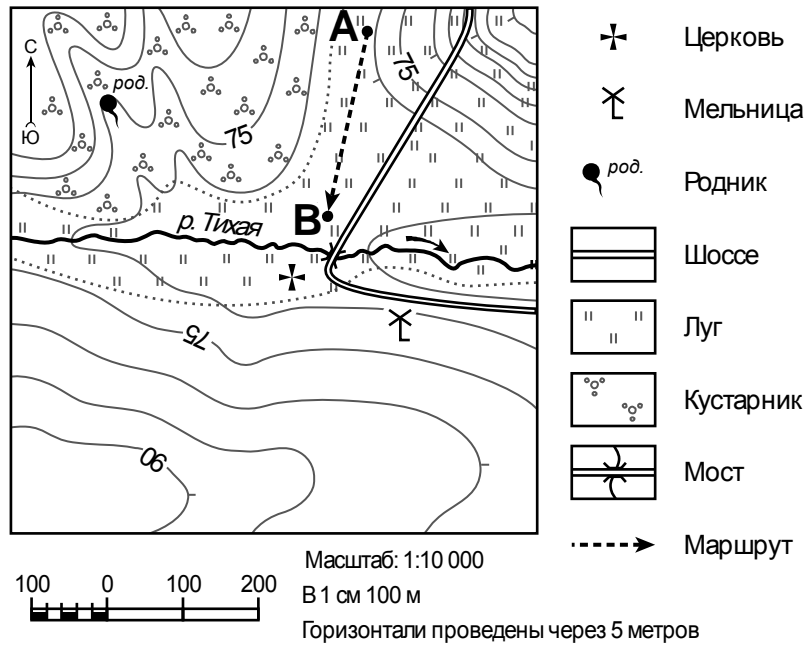 А
С
Ю
род.
75
75
В
р. Тихая
75
90
Церковь
Мельница
род.
Родник
Шоссе
Луг
Кустарник
Мост
Маршрут
100 0 100 200
Масштаб: 1:10 000
В 1 см 100 м
Горизонтали проведены через 5 метров